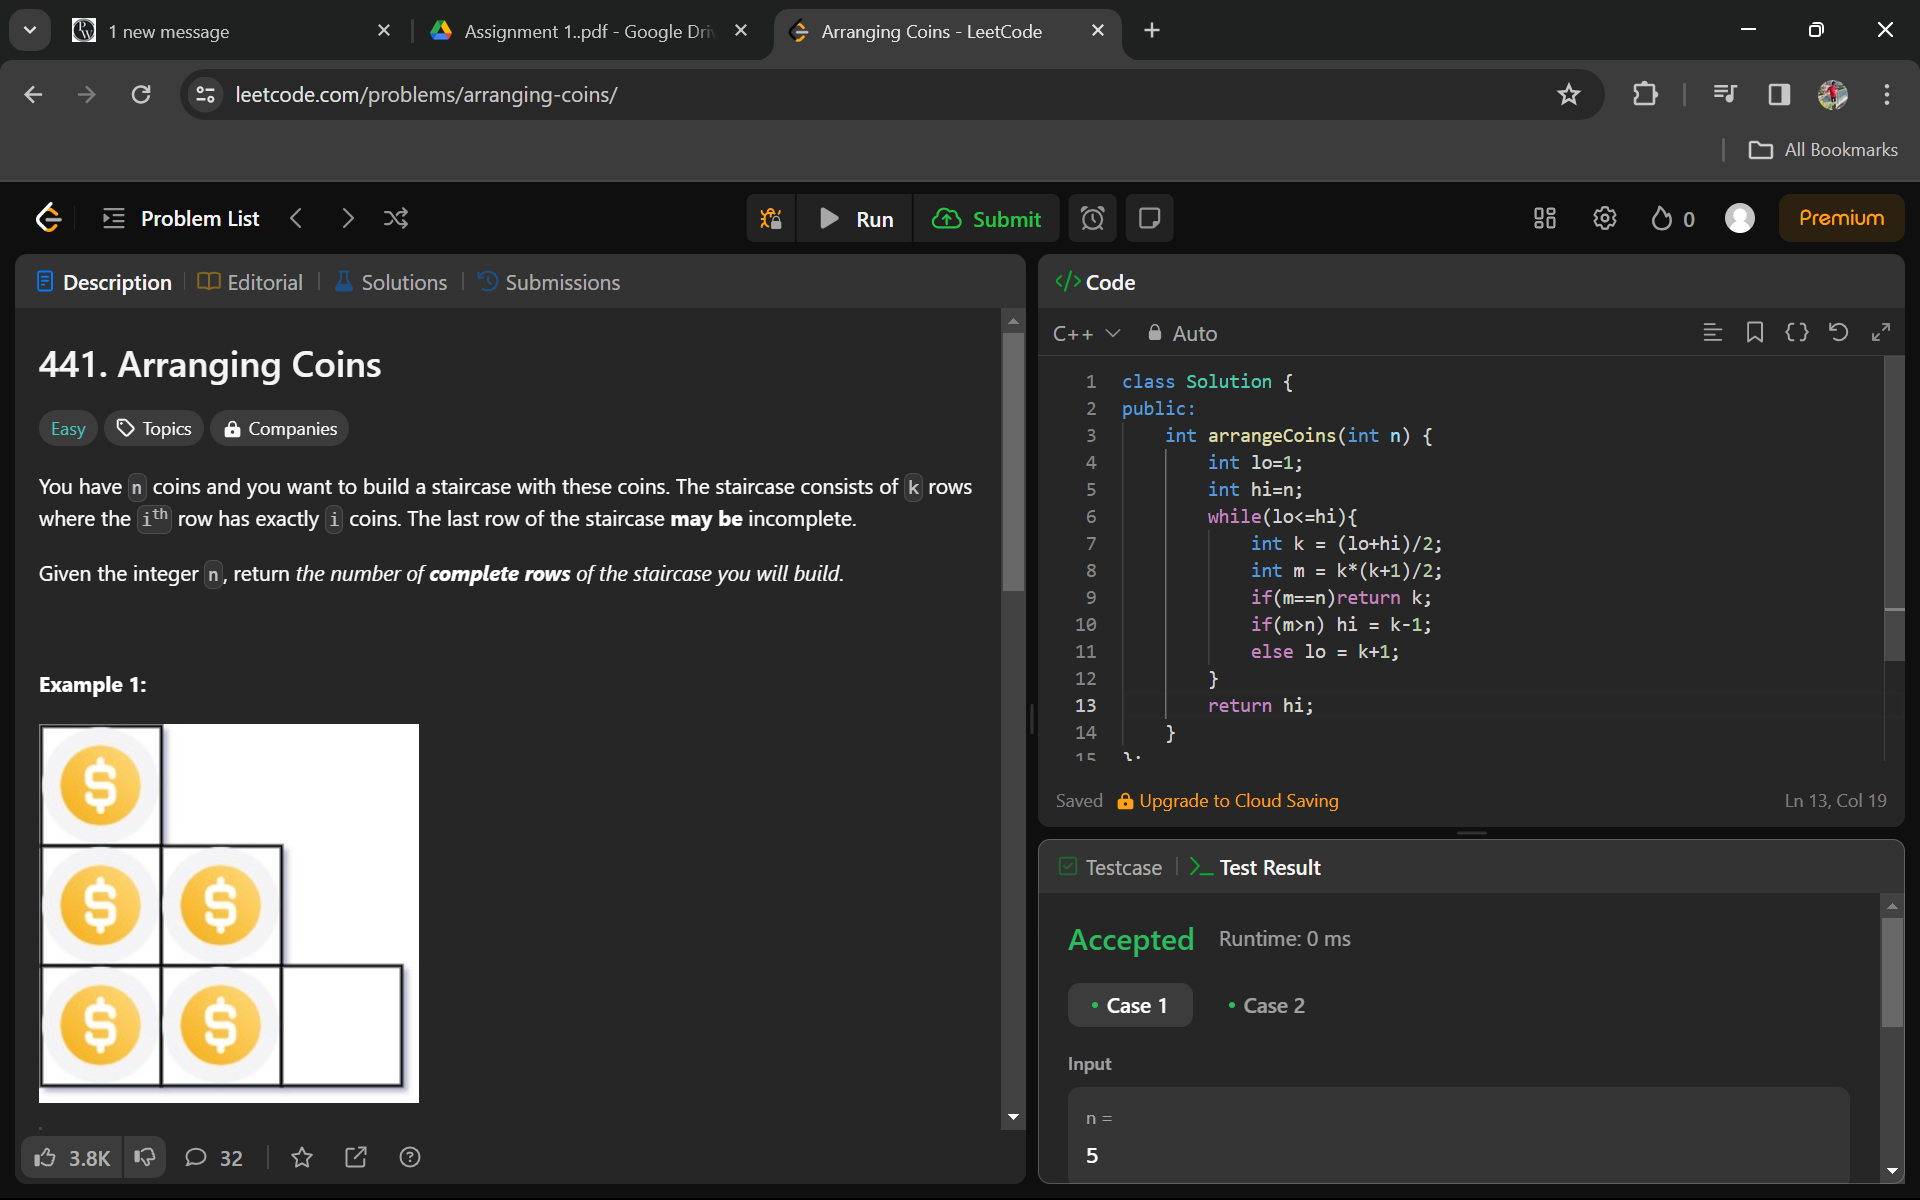 1 new message
Assignment 1..pdf - Google Dri
Arranging Coins - LeetCode
leetcode.com/problems/arranging-coins/
All Bookmarks
Problem List
Run
Submit
0
Premium
Description
Editorial
Solutions
Submissions
441. Arranging Coins
Easy
Topics
Companies
You have n coins and you want to build a staircase with these coins. The staircase consists of k rows
where the ith row has exactly i coins. The last row of the staircase may be incomplete.
Given the integer n, return the number of complete rows of the staircase you will build.
Example 1:
$
$ $
$ $
3.8K
32
</> Code
C++
Auto
1 class Solution {
2 public:
3     int arrangeCoins(int n) {
4         int lo=1;
5         int hi=n;
6         while(lo<=hi){
7             int k = (lo+hi)/2;
8             int m = k*(k+1)/2;
9             if(m==n)return k;
10             if(m>n) hi = k-1;
11             else lo = k+1;
12         }
13         return hi;
14     }
15 };
Saved
Upgrade to Cloud Saving
Ln 13, Col 19
Testcase
>_ Test Result
Accepted
Runtime: 0 ms
• Case 1
• Case 2
Input
n =
5